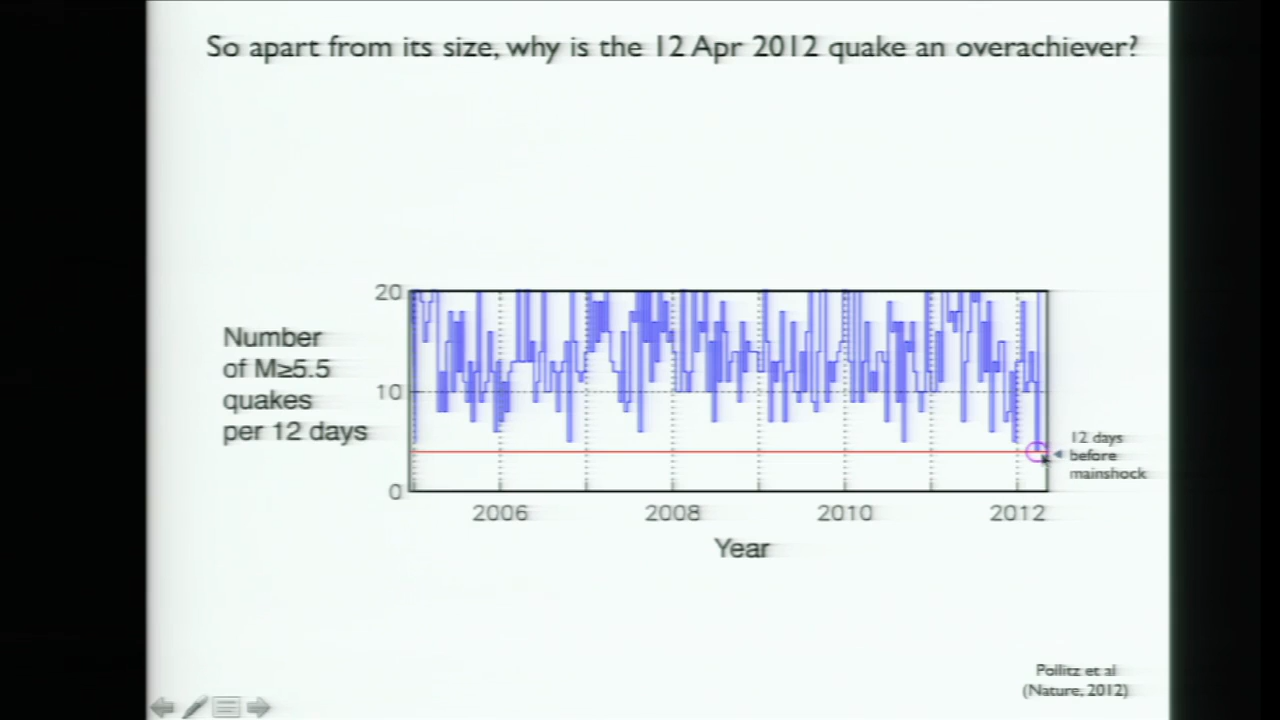 So apart from its size, why is the 12 Apr 2012 quake an overachiever?
20
Number
of M≥5.5
quakes
per 12 days
10
0
12 days
before
mainshock
2006
2008
2010
2012
Year
Pollitz et al
(Nature, 2012)